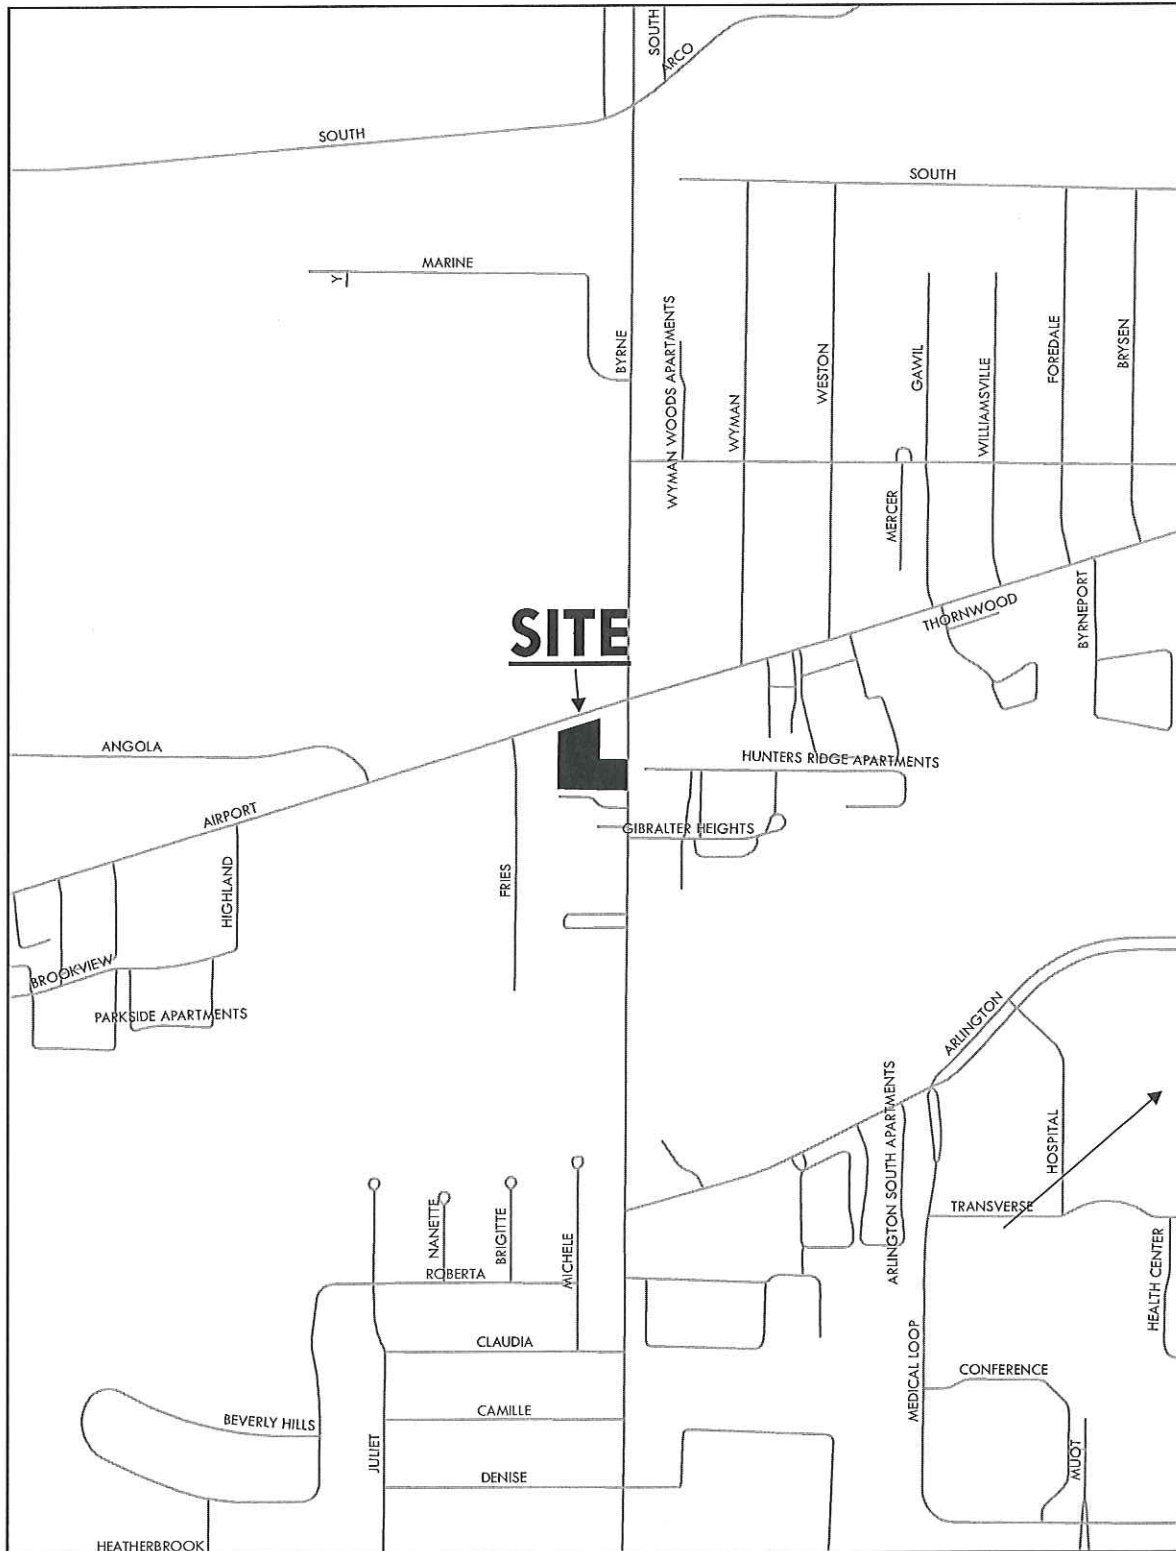 SOUTH
ARCO
SOUTH
SOUTH
MARINE
Y
BYRNE
WYMAN WOODS APARTMENTS
WYMAN
WESTON
GAWIL
WILLIAMSVILLE
FOREDALE
BRYSEN
MERCER
SITE
THORNWOOD
BYRNEPORT
ANGOLA
HUNTERS RIDGE APARTMENTS
AIRPORT
GIBRALTER HEIGHTS
HIGHLAND
FRIES
BROOKVIEW
PARKSIDE APARTMENTS
ARLINGTON
ARLINGTON SOUTH APARTMENTS
HOSPITAL
TRANSVERSE
NANETTE
BRIGITTE
MICHELE
ROBERTA
HEALTH CENTER
CLAUDIA
MEDICAL LOOP
CONFERENCE
CAMILLE
BEVERLY HILLS
JULIET
MUOT
DENISE
HEATHERBROOK